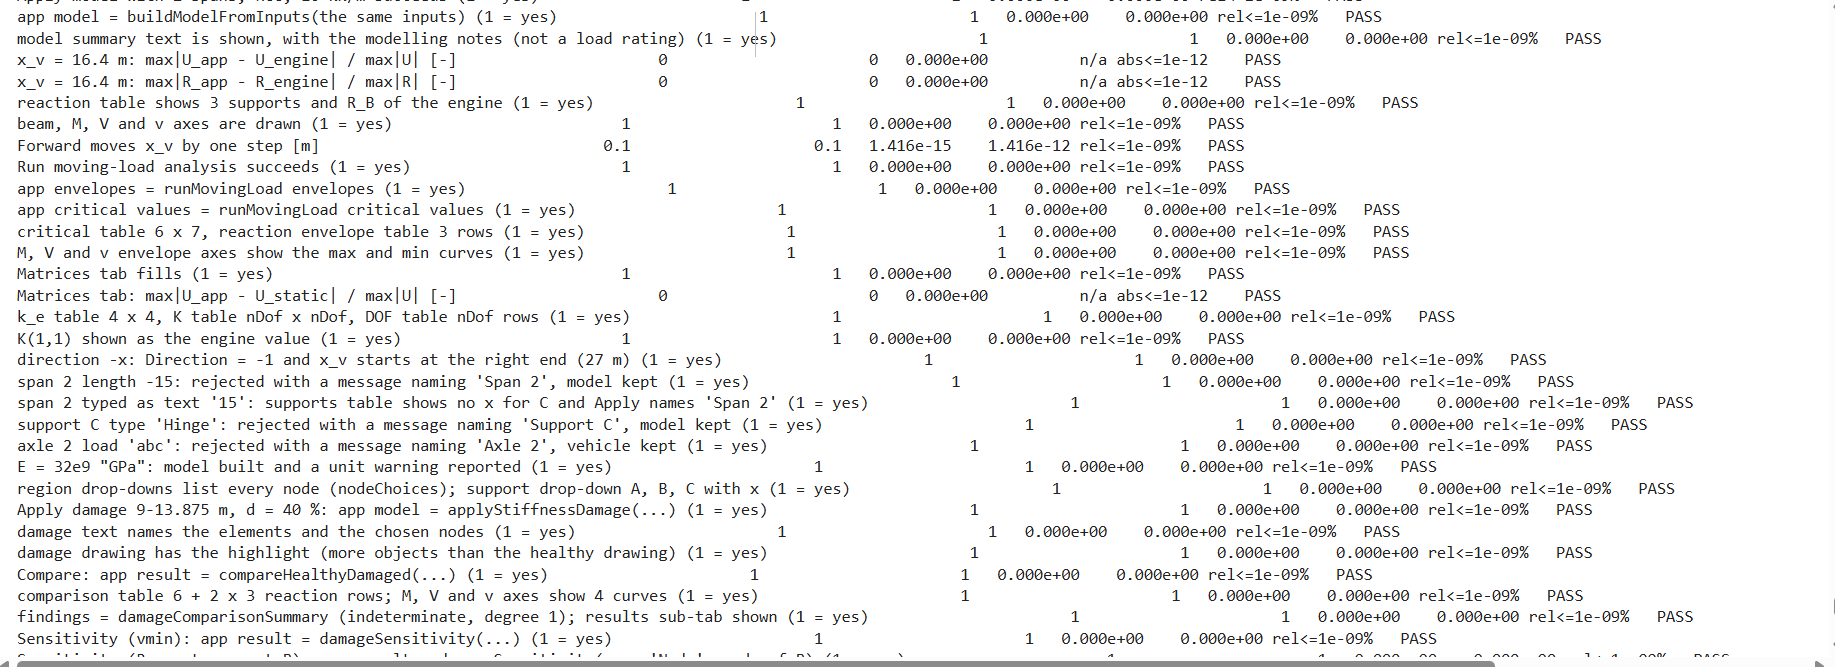 app model = buildModelFromInputs(the same inputs) (1 = yes) 1 1 0.000e+00 0.000e+00 rel<=1e-09% PASS
model summary text is shown, with the modelling notes (not a load rating) (1 = yes) 1 1 0.000e+00 0.000e+00 rel<=1e-09% PASS
x_v = 16.4 m: max|U_app - U_engine| / max|U| [-] 0 0 0.000e+00 n/a abs<=1e-12 PASS
x_v = 16.4 m: max|R_app - R_engine| / max|R| [-] 0 0 0.000e+00 n/a abs<=1e-12 PASS
reaction table shows 3 supports and R_B of the engine (1 = yes) 1 1 0.000e+00 0.000e+00 rel<=1e-09% PASS
beam, M, V and v axes are drawn (1 = yes) 1 1 0.000e+00 0.000e+00 rel<=1e-09% PASS
Forward moves x_v by one step [m] 0.1 0.1 1.416e-15 1.416e-12 rel<=1e-09% PASS
Run moving-load analysis succeeds (1 = yes) 1 1 0.000e+00 0.000e+00 rel<=1e-09% PASS
app envelopes = runMovingLoad envelopes (1 = yes) 1 1 0.000e+00 0.000e+00 rel<=1e-09% PASS
app critical values = runMovingLoad critical values (1 = yes) 1 1 0.000e+00 0.000e+00 rel<=1e-09% PASS
critical table 6 x 7, reaction envelope table 3 rows (1 = yes) 1 1 0.000e+00 0.000e+00 rel<=1e-09% PASS
M, V and v envelope axes show the max and min curves (1 = yes) 1 1 0.000e+00 0.000e+00 rel<=1e-09% PASS
Matrices tab fills (1 = yes) 1 1 0.000e+00 0.000e+00 rel<=1e-09% PASS
Matrices tab: max|U_app - U_static| / max|U| [-] 0 0 0.000e+00 n/a abs<=1e-12 PASS
k_e table 4 x 4, K table nDof x nDof, DOF table nDof rows (1 = yes) 1 1 0.000e+00 0.000e+00 rel<=1e-09% PASS
K(1,1) shown as the engine value (1 = yes) 1 1 0.000e+00 0.000e+00 rel<=1e-09% PASS
direction -x: Direction = -1 and x_v starts at the right end (27 m) (1 = yes) 1 1 0.000e+00 0.000e+00 rel<=1e-09% PASS
span 2 length -15: rejected with a message naming 'Span 2', model kept (1 = yes) 1 1 0.000e+00 0.000e+00 rel<=1e-09% PASS
span 2 typed as text '15': supports table shows no x for C and Apply names 'Span 2' (1 = yes) 1 1 0.000e+00 0.000e+00 rel<=1e-09% PASS
support C type 'Hinge': rejected with a message naming 'Support C', model kept (1 = yes) 1 1 0.000e+00 0.000e+00 rel<=1e-09% PASS
axle 2 load 'abc': rejected with a message naming 'Axle 2', vehicle kept (1 = yes) 1 1 0.000e+00 0.000e+00 rel<=1e-09% PASS
E = 32e9 "GPa": model built and a unit warning reported (1 = yes) 1 1 0.000e+00 0.000e+00 rel<=1e-09% PASS
region drop-downs list every node (nodeChoices); support drop-down A, B, C with x (1 = yes) 1 1 0.000e+00 0.000e+00 rel<=1e-09% PASS
Apply damage 9-13.875 m, d = 40 %: app model = applyStiffnessDamage(...) (1 = yes) 1 1 0.000e+00 0.000e+00 rel<=1e-09% PASS
damage text names the elements and the chosen nodes (1 = yes) 1 1 0.000e+00 0.000e+00 rel<=1e-09% PASS
damage drawing has the highlight (more objects than the healthy drawing) (1 = yes) 1 1 0.000e+00 0.000e+00 rel<=1e-09% PASS
Compare: app result = compareHealthyDamaged(...) (1 = yes) 1 1 0.000e+00 0.000e+00 rel<=1e-09% PASS
comparison table 6 + 2 x 3 reaction rows; M, V and v axes show 4 curves (1 = yes) 1 1 0.000e+00 0.000e+00 rel<=1e-09% PASS
findings = damageComparisonSummary (indeterminate, degree 1); results sub-tab shown (1 = yes) 1 1 0.000e+00 0.000e+00 rel<=1e-09% PASS
Sensitivity (vmin): app result = damageSensitivity(...) (1 = yes) 1 1 0.000e+00 0.000e+00 rel<=1e-09% PASS